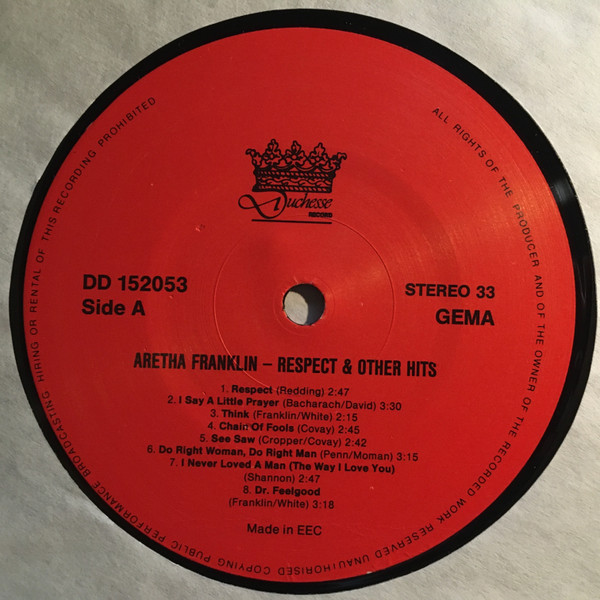 Duchesse
RECORD
DD 152053
Side A
STEREO 33
GEMA
ARETHA FRANKLIN – RESPECT & OTHER HITS
1. Respect (Redding) 2:47
2. I Say A Little Prayer (Bacharach/David) 3:30
3. Think (Franklin/White) 2:15
4. Chain Of Fools (Covay) 2:45
5. See Saw (Cropper/Covay) 2:42
6. Do Right Woman, Do Right Man (Penn/Moman) 3:15
7. I Never Loved A Man (The Way I Love You)
(Shannon) 2:47
8. Dr. Feelgood
(Franklin/White) 3:18
Made in EEC
ALL RIGHTS OF THE PRODUCER AND OF THE OWNER OF THE RECORDED WORK RESERVED UNAUTHORISED COPYING PUBLIC PERFORMANCE BROADCASTING HIRING OR RENTAL OF THIS RECORDING PROHIBITED